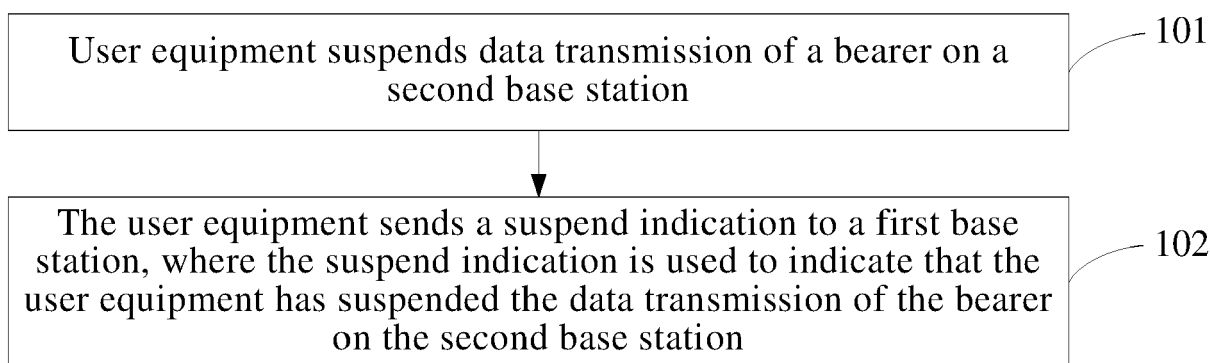 User equipment suspends data transmission of a bearer on a
second base station
101
The user equipment sends a suspend indication to a first base
station, where the suspend indication is used to indicate that the
user equipment has suspended the data transmission of the bearer
on the second base station
102